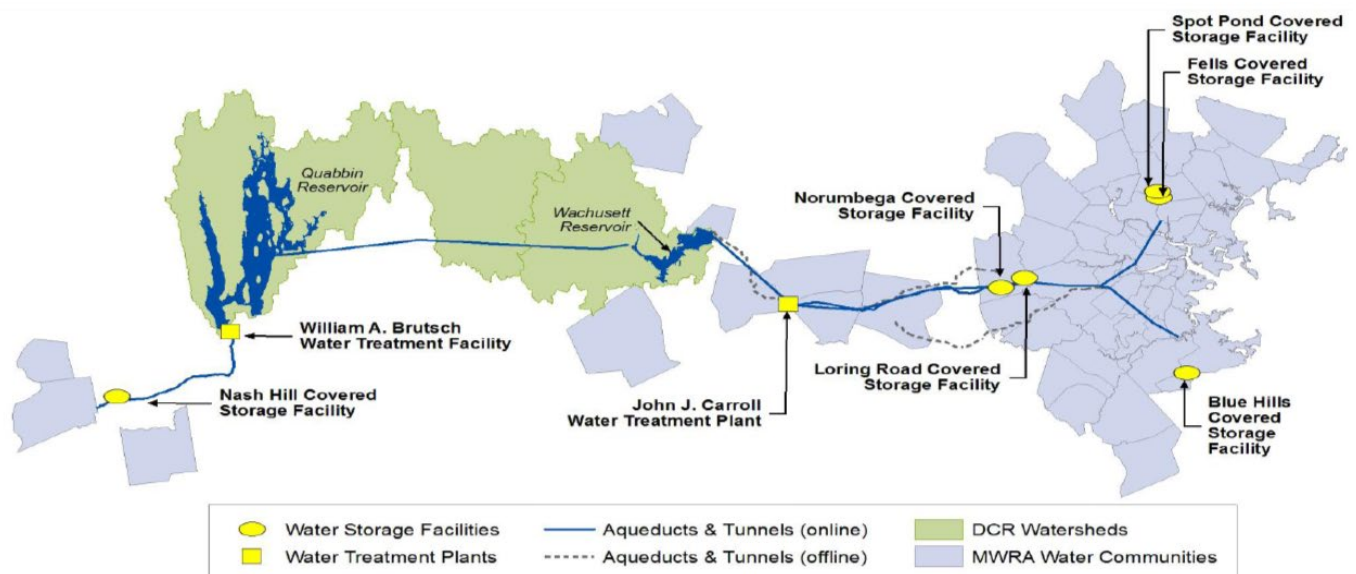 Spot Pond Covered
Storage Facility
Fells Covered
Storage Facility
Quabbin
Reservoir
Norumbega Covered
Storage Facility
Wachusett
Reservoir
William A. Brutsch
Water Treatment Facility
Nash Hill Covered
Storage Facility
John J. Carroll
Water Treatment Plant
Loring Road Covered
Storage Facility
Blue Hills
Covered
Storage
Facility
Water Storage Facilities
Aqueducts & Tunnels (online)
DCR Watersheds
Water Treatment Plants
Aqueducts & Tunnels (offline)
MWRA Water Communities